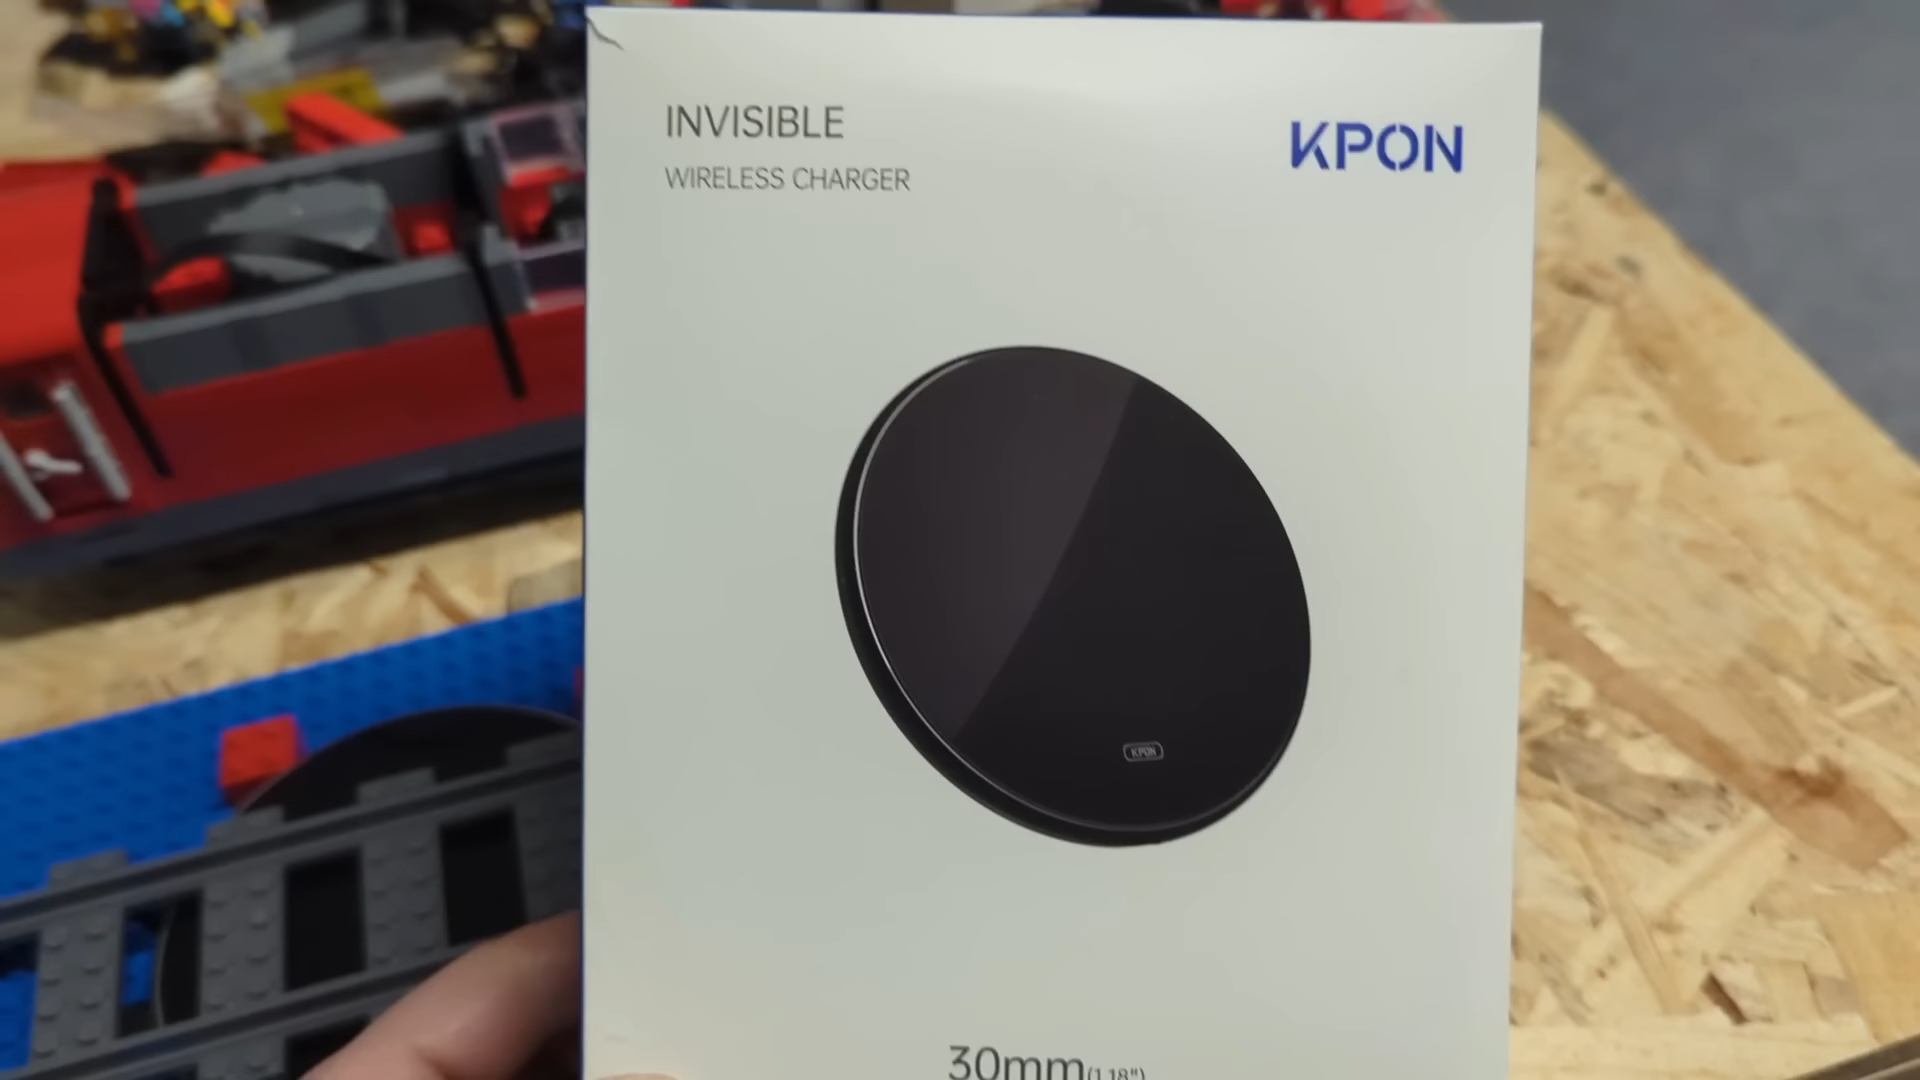 INVISIBLE
KPON
WIRELESS CHARGER
KPON
30mm(1.18")